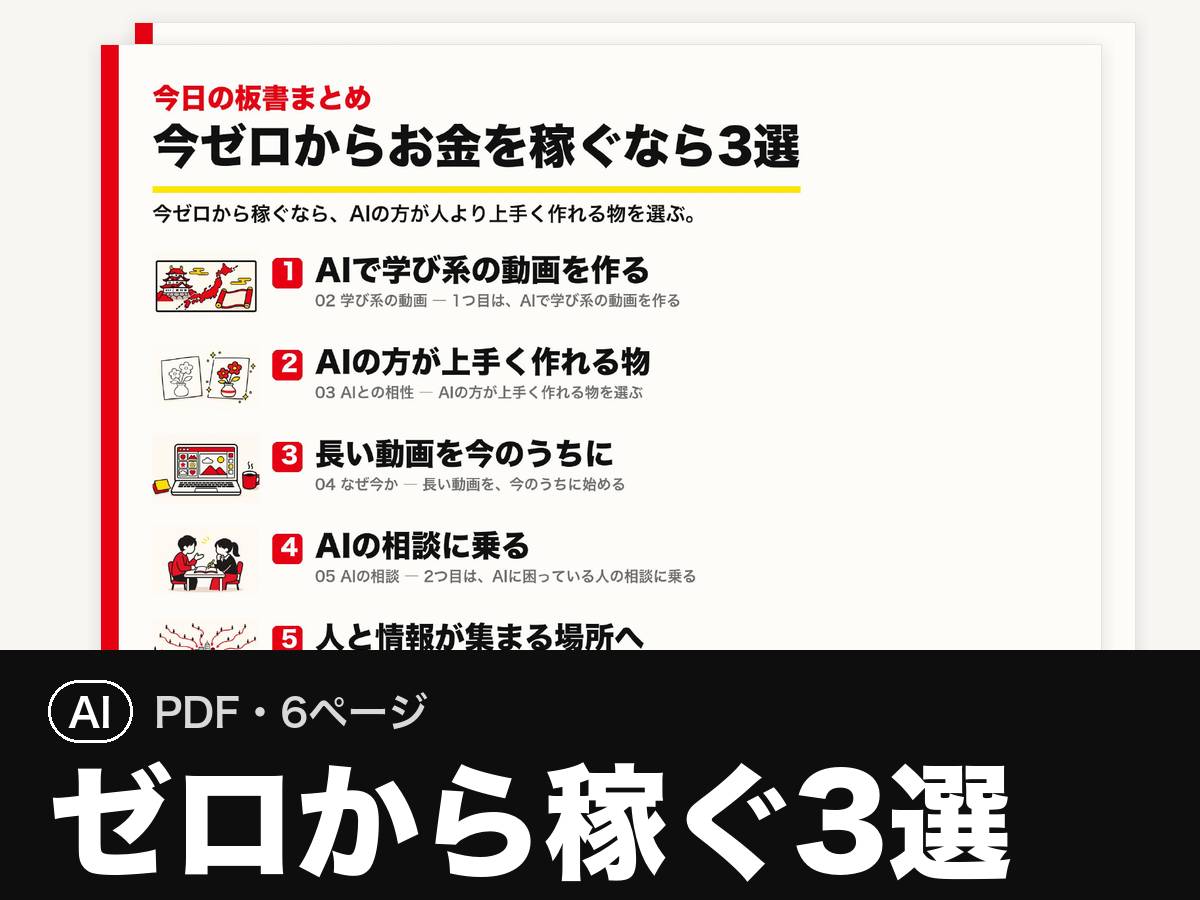 今日の板書まとめ
今ゼロからお金を稼ぐなら3選
今ゼロから稼ぐなら、AIの方が人より上手く作れる物を選ぶ。
1 AIで学び系の動画を作る
02 学び系の動画 — 1つ目は、AIで学び系の動画を作る
2 AIの方が上手く作れる物
03 AIとの相性 — AIの方が上手く作れる物を選ぶ
3 長い動画を今のうちに
04 なぜ今か — 長い動画を、今のうちに始める
4 AIの相談に乗る
05 AIの相談 — 2つ目は、AIに困っている人の相談に乗る
5 人と情報が集まる場所へ
AI PDF・6ページ
ゼロから稼ぐ3選